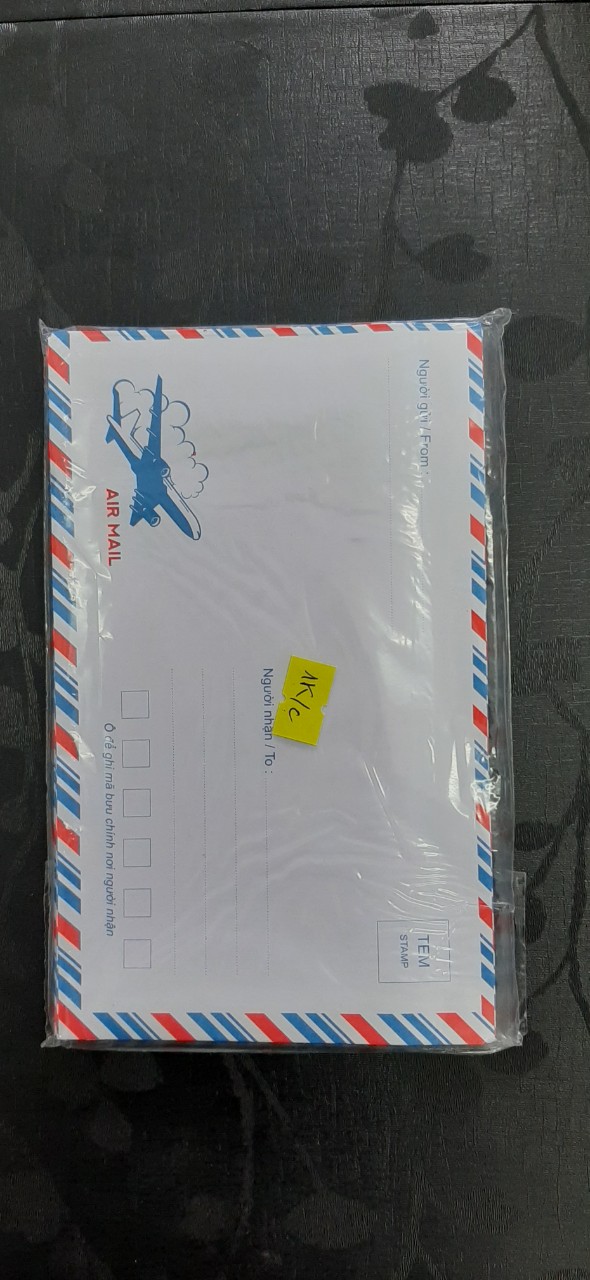 Người gửi / From :
TEM
STAMP
1K/c
Người nhận / To :
AIR MAIL
Ô để ghi mã bưu chính nơi người nhận